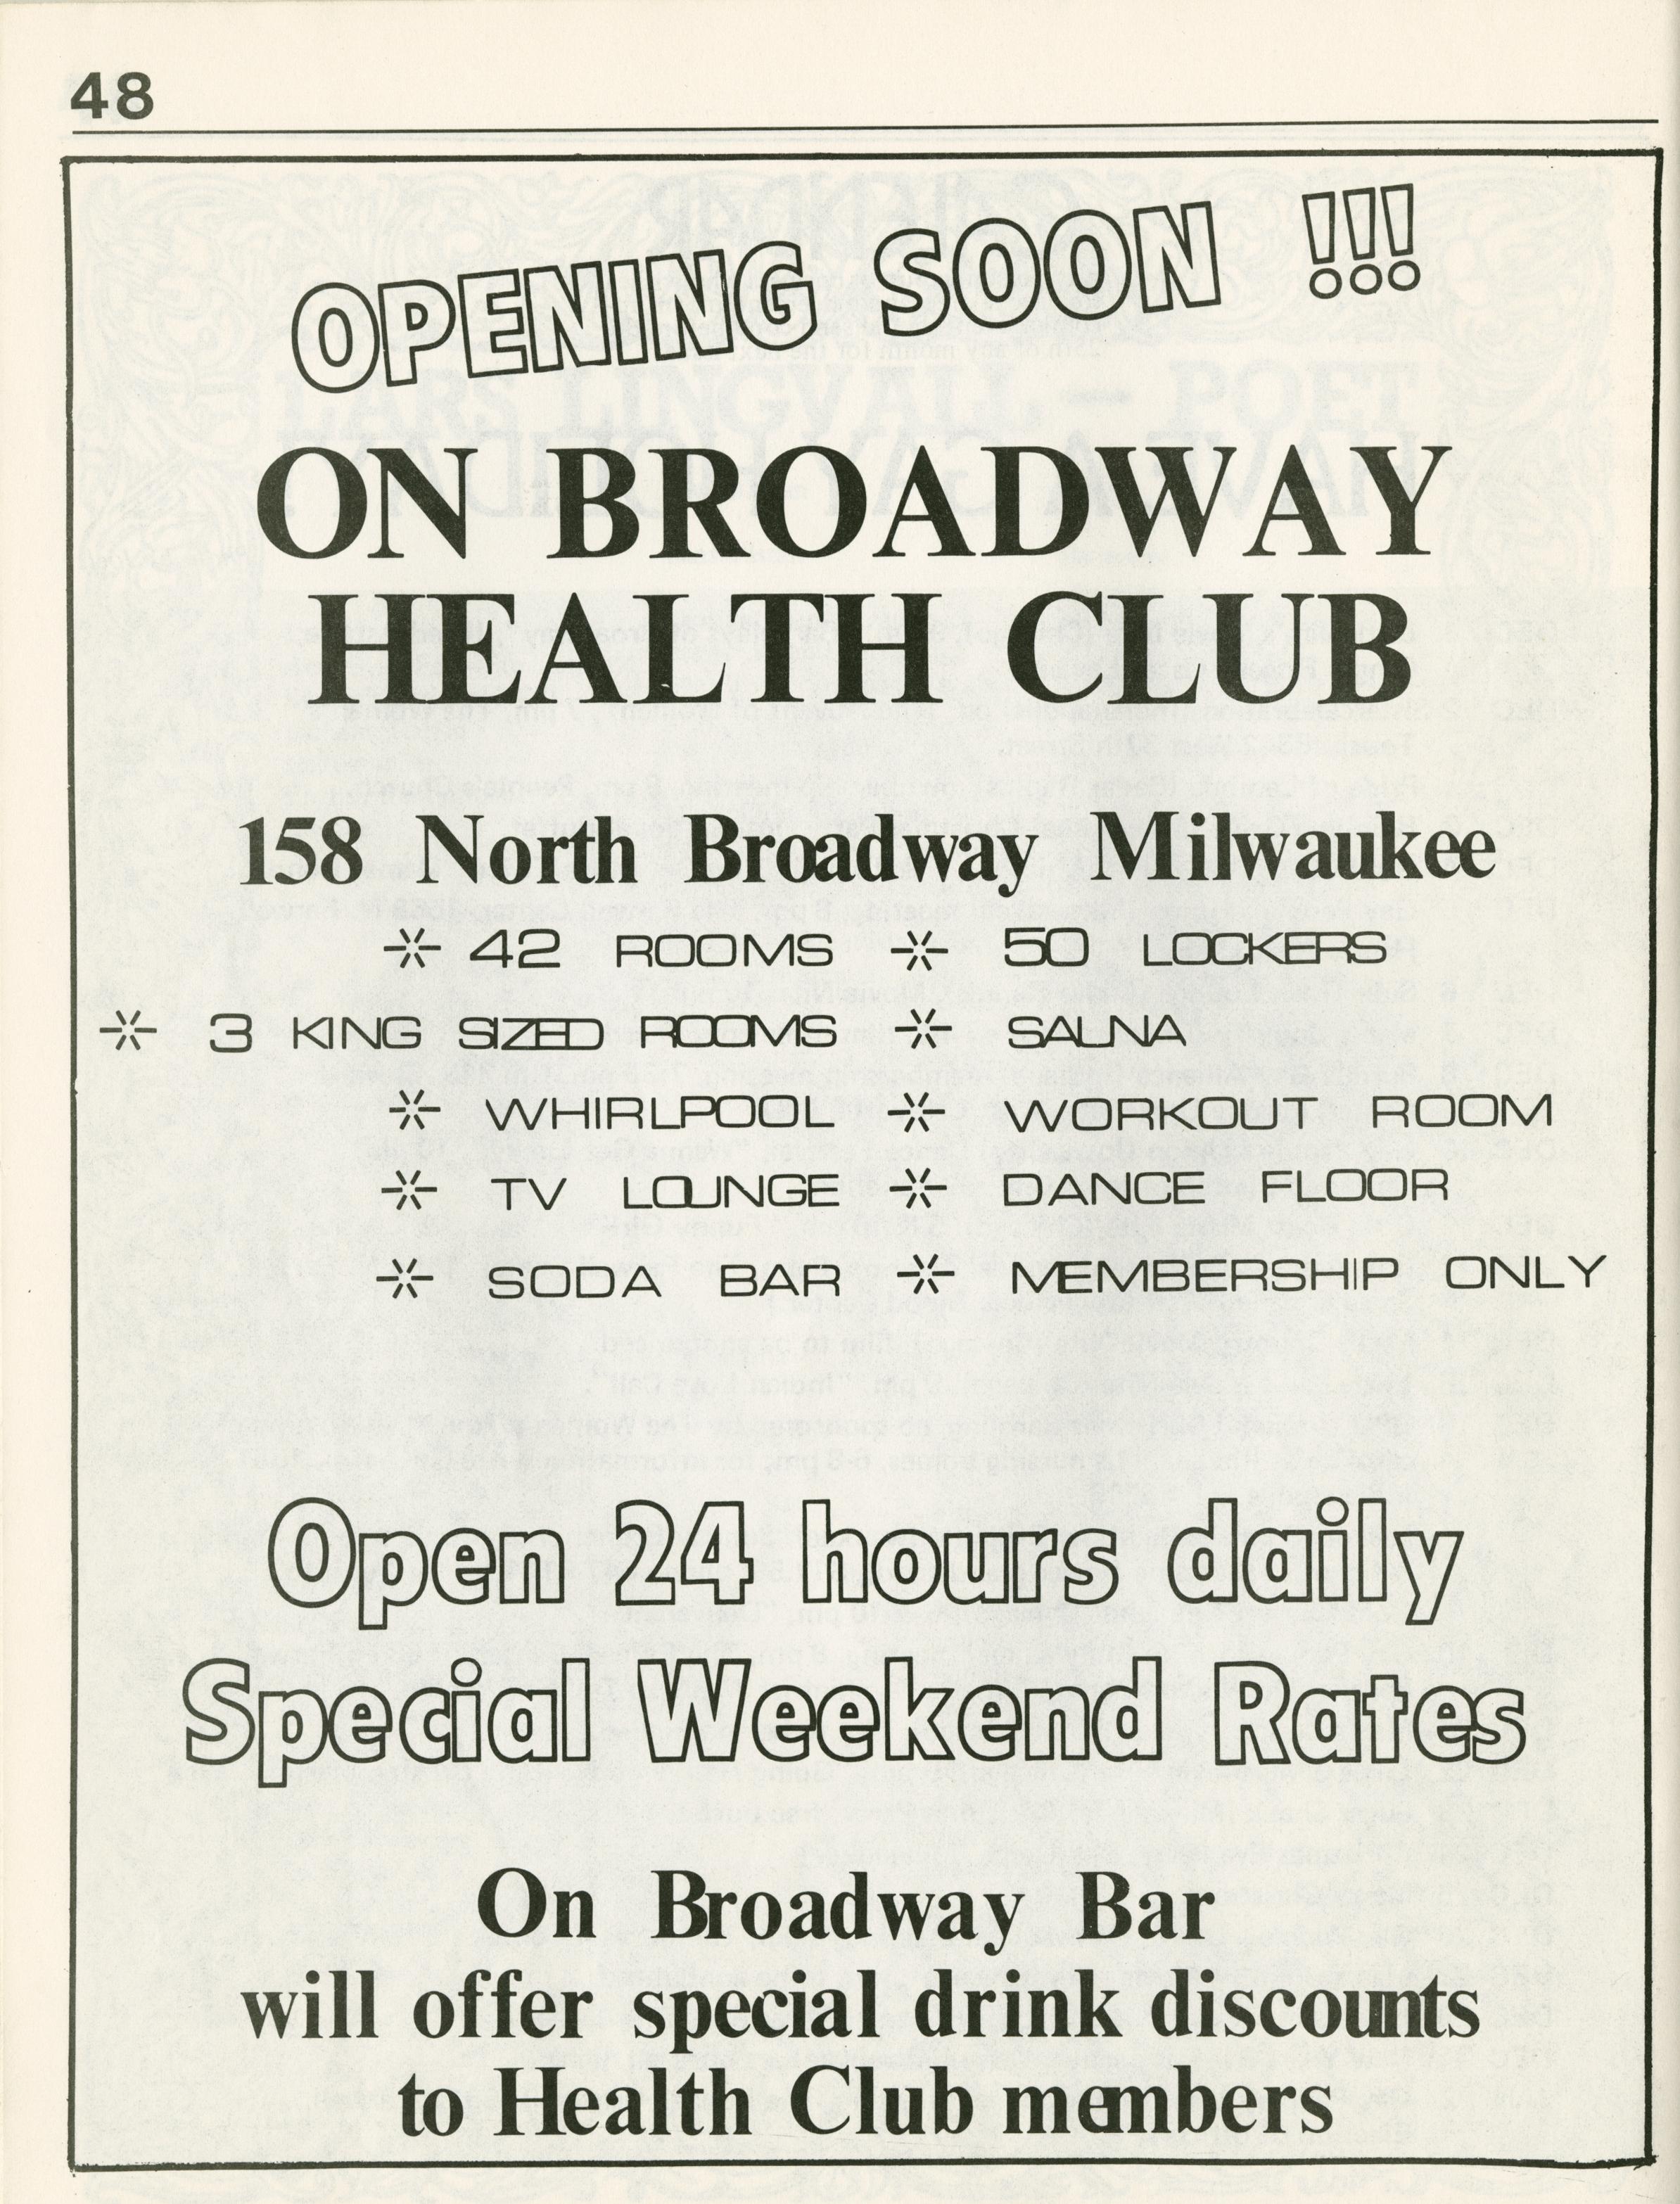 48
OPENING SOON !!!
ON BROADWAY
HEALTH CLUB
158 North Broadway Milwaukee
* 42 ROOMS * 50 LOCKERS
* 3 KING SIZED ROOMS * SAUNA
* WHIRLPOOL * WORKOUT ROOM
* TV LOUNGE * DANCE FLOOR
* SODA BAR * MEMBERSHIP ONLY
Open 24 hours daily
Special Weekend Rates
On Broadway Bar
will offer special drink discounts
to Health Club members